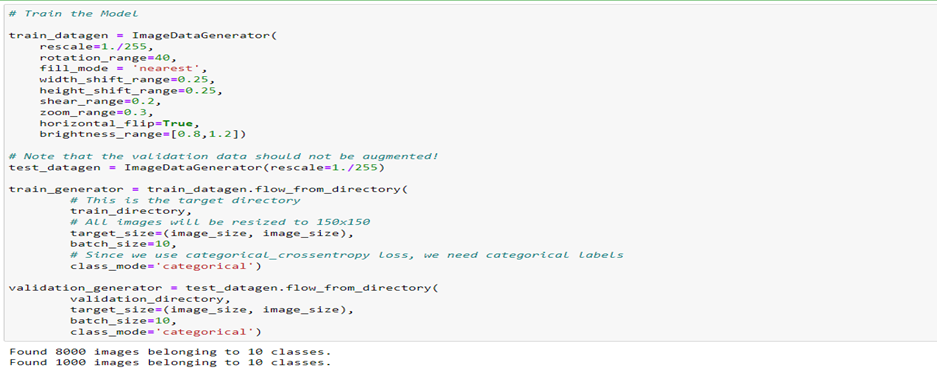 # Train the Model
train_datagen = ImageDataGenerator(
rescale=1./255,
rotation_range=40,
fill_mode = 'nearest',
width_shift_range=0.25,
height_shift_range=0.25,
shear_range=0.2,
zoom_range=0.3,
horizontal_flip=True,
brightness_range=[0.8,1.2])
# Note that the validation data should not be augmented!
test_datagen = ImageDataGenerator(rescale=1./255)
train_generator = train_datagen.flow_from_directory(
# This is the target directory
train_directory,
# All images will be resized to 150x150
target_size=(image_size, image_size),
batch_size=10,
# Since we use categorical_crossentropy loss, we need categorical labels
class_mode='categorical')
validation_generator = test_datagen.flow_from_directory(
validation_directory,
target_size=(image_size, image_size),
batch_size=10,
class_mode='categorical')
Found 8000 images belonging to 10 classes.
Found 1000 images belonging to 10 classes.